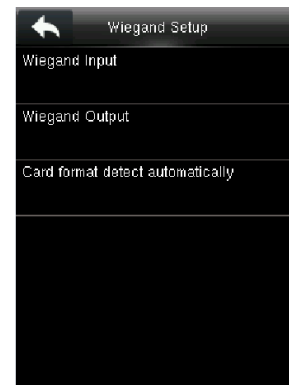 Wiegand Setup
Wiegand Input
Wiegand Output
Card format detect automatically